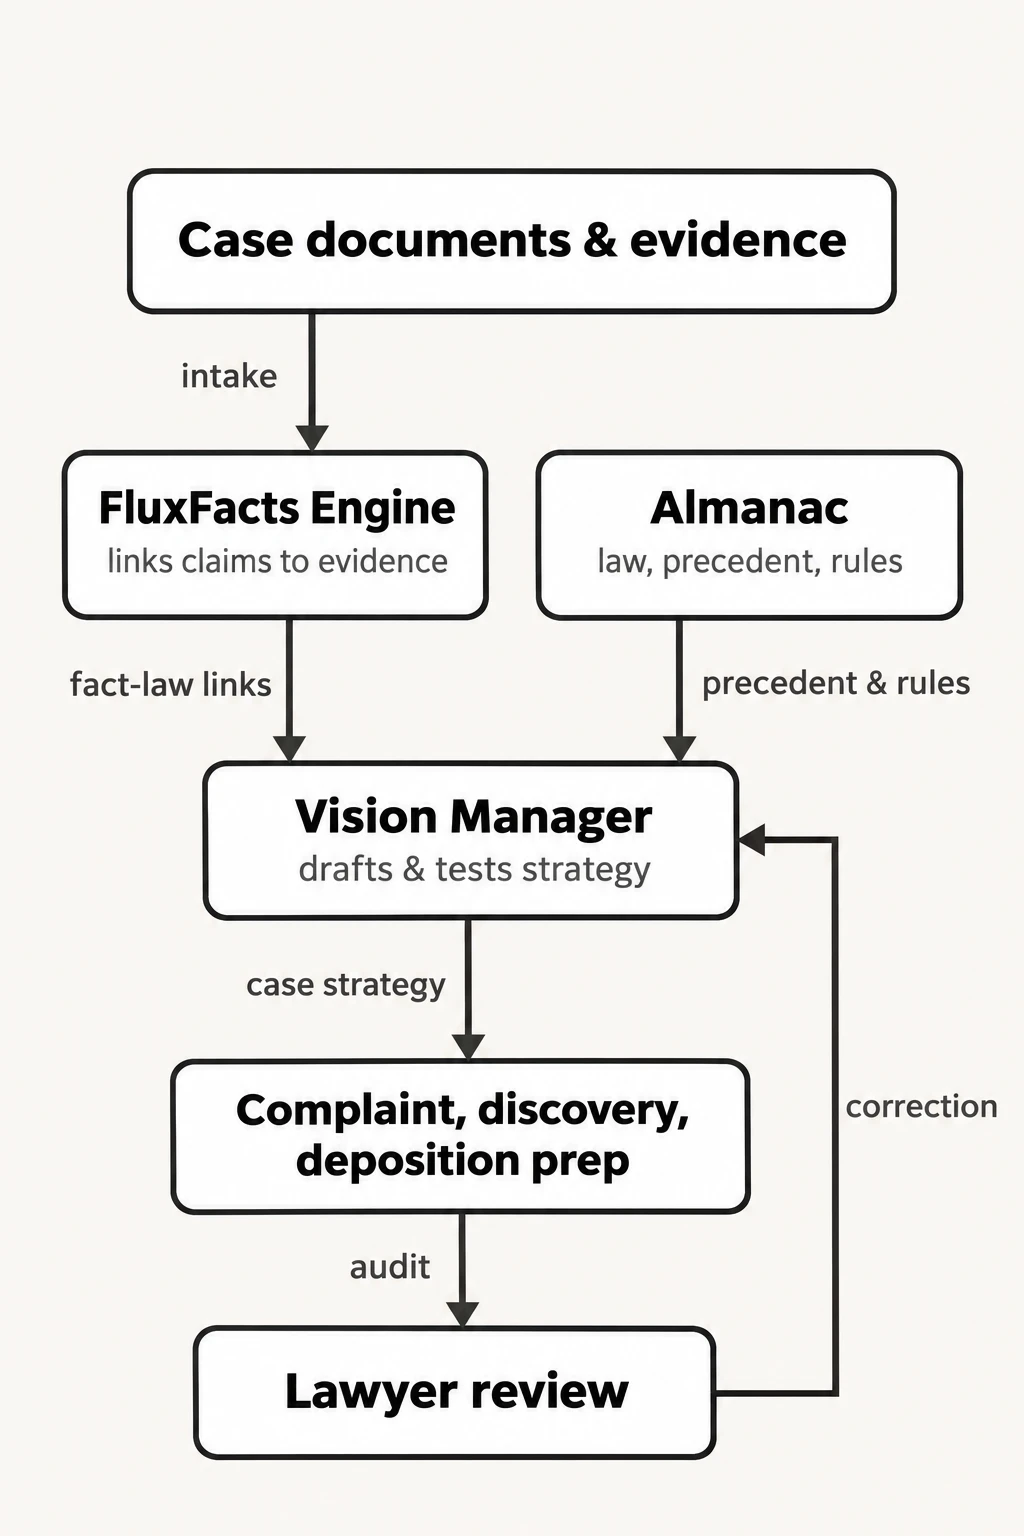 Case documents & evidence
intake
FluxFacts Engine
links claims to evidence
Almanac
law, precedent, rules
fact-law links
precedent & rules
Vision Manager
drafts & tests strategy
case strategy
Complaint, discovery,
deposition prep
correction
audit
Lawyer review